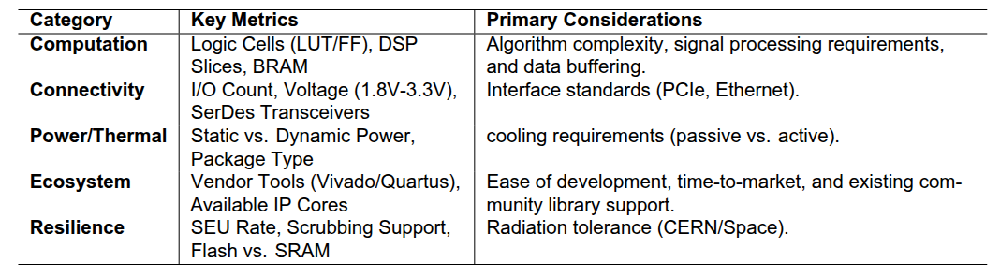 Category Key Metrics Primary Considerations
Computation Logic Cells (LUT/FF), DSP Algorithm complexity, signal processing requirements,
Slices, BRAM and data buffering.
Connectivity I/O Count, Voltage (1.8V-3.3V), Interface standards (PCIe, Ethernet).
SerDes Transceivers
Power/Thermal Static vs. Dynamic Power, cooling requirements (passive vs. active).
Package Type
Ecosystem Vendor Tools (Vivado/Quartus), Ease of development, time-to-market, and existing com-
Available IP Cores munity library support.
Resilience SEU Rate, Scrubbing Support, Radiation tolerance (CERN/Space).
Flash vs. SRAM